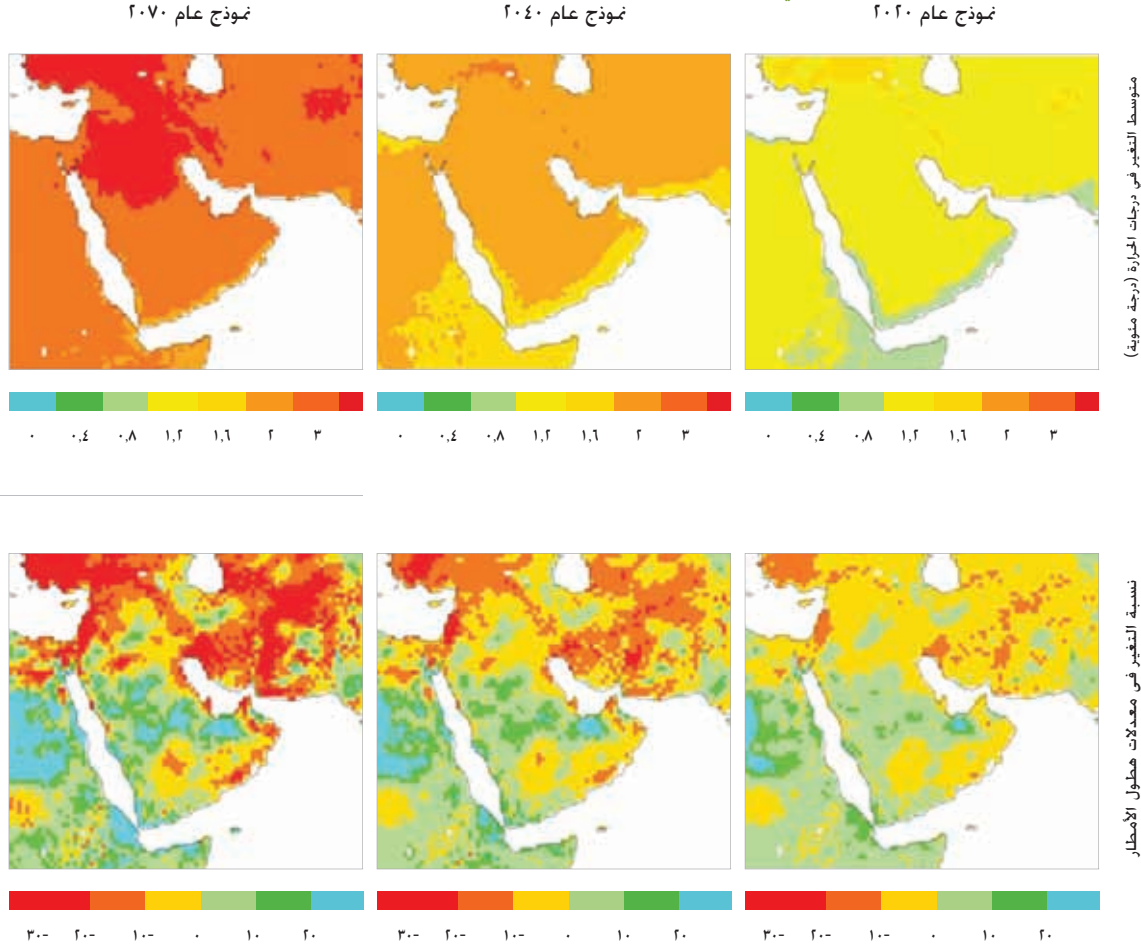 نموذج عام ٢٠٢٠
نموذج عام ٢٠٤٠
نموذج عام ٢٠٧٠
متوسط التغير في درجات الحرارة (درجة مئوية)
٠ ٠,٤ ٠,٨ ١,٢ ١,٦ ٢ ٣
٠ ٠,٤ ٠,٨ ١,٢ ١,٦ ٢ ٣
٠ ٠,٤ ٠,٨ ١,٢ ١,٦ ٢ ٣
نسبة التغير في معدلات هطول الأمطار
٣٠- ٢٠- ١٠- ٠ ١٠ ٢٠
٣٠- ٢٠- ١٠- ٠ ١٠ ٢٠
٣٠- ٢٠- ١٠- ٠ ١٠ ٢٠